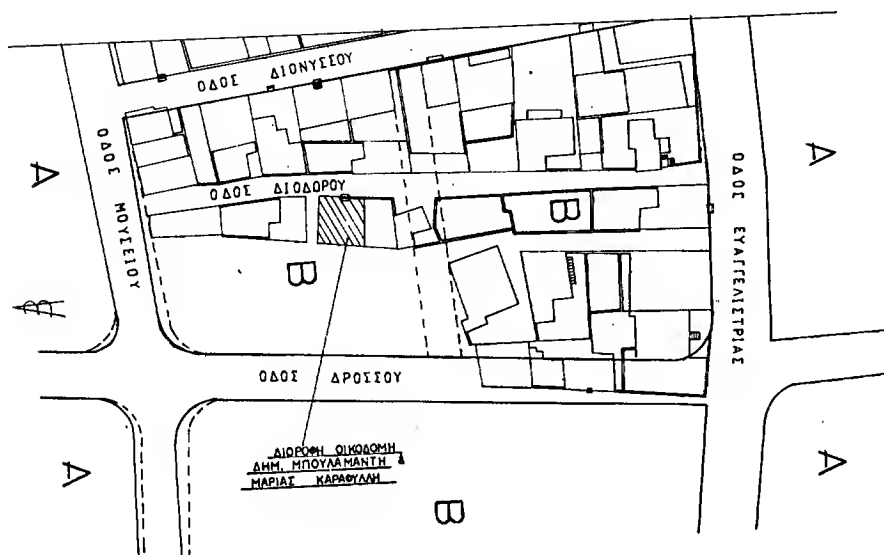 ΟΔΟΣ ΔΙΟΝΥΣΣΟΥ
ΟΔΟΣ ΜΟΥΣΕΙΟΥ
ΟΔΟΣ ΔΙΟΔΩΡΟΥ
ΟΔΟΣ ΕΥΑΓΓΕΛΙΣΤΡΙΑΣ
Α
Α
Β
Β
Β
ΟΔΟΣ ΔΡΟΣΣΟΥ
ΔΙΟΡΟΦΗ ΟΙΚΟΔΟΜΗ
ΔΗΜ. ΜΠΟΥΛΑΜΑΝΤΗ &
ΜΑΡΙΑΣ ΚΑΡΑΦΥΛΛΗ
Α
Α
Β